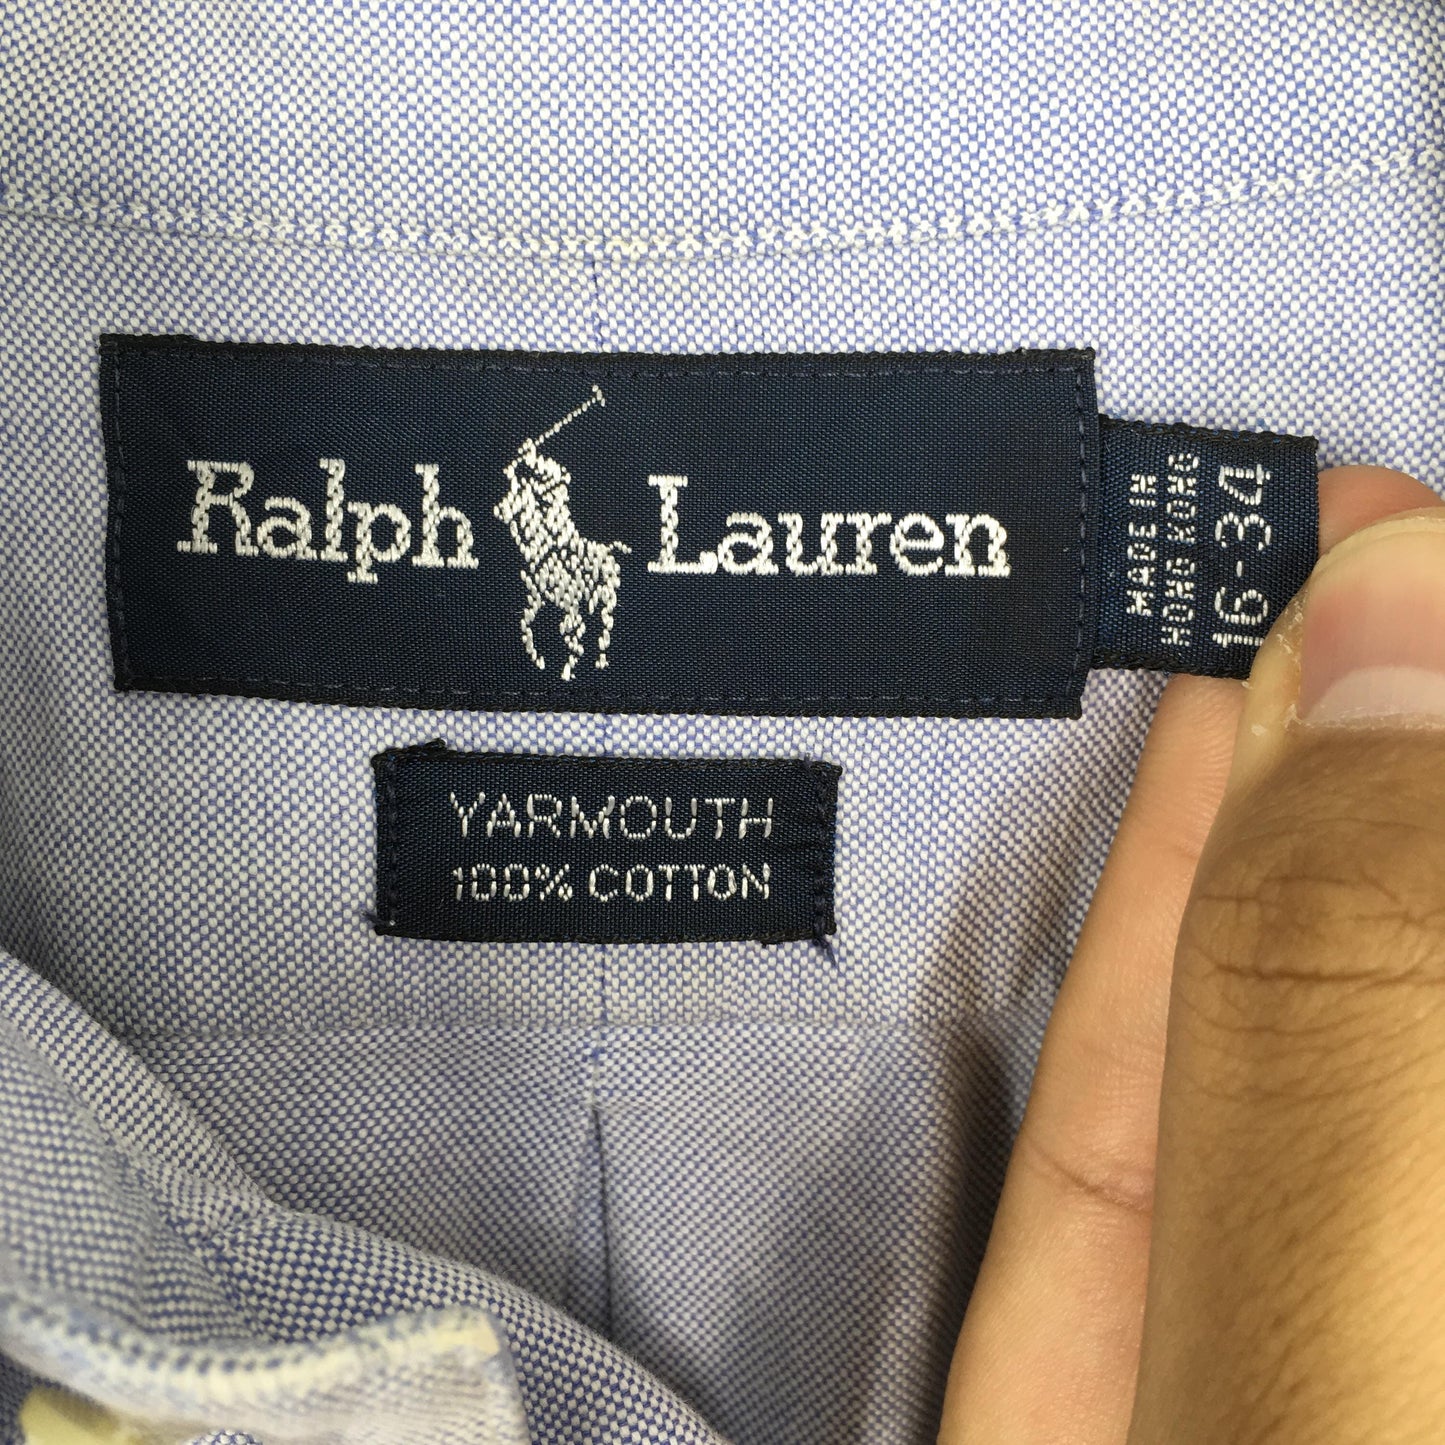 Ralph Lauren
YARMOUTH
100% COTTON
MADE IN
HONG KONG
16-34